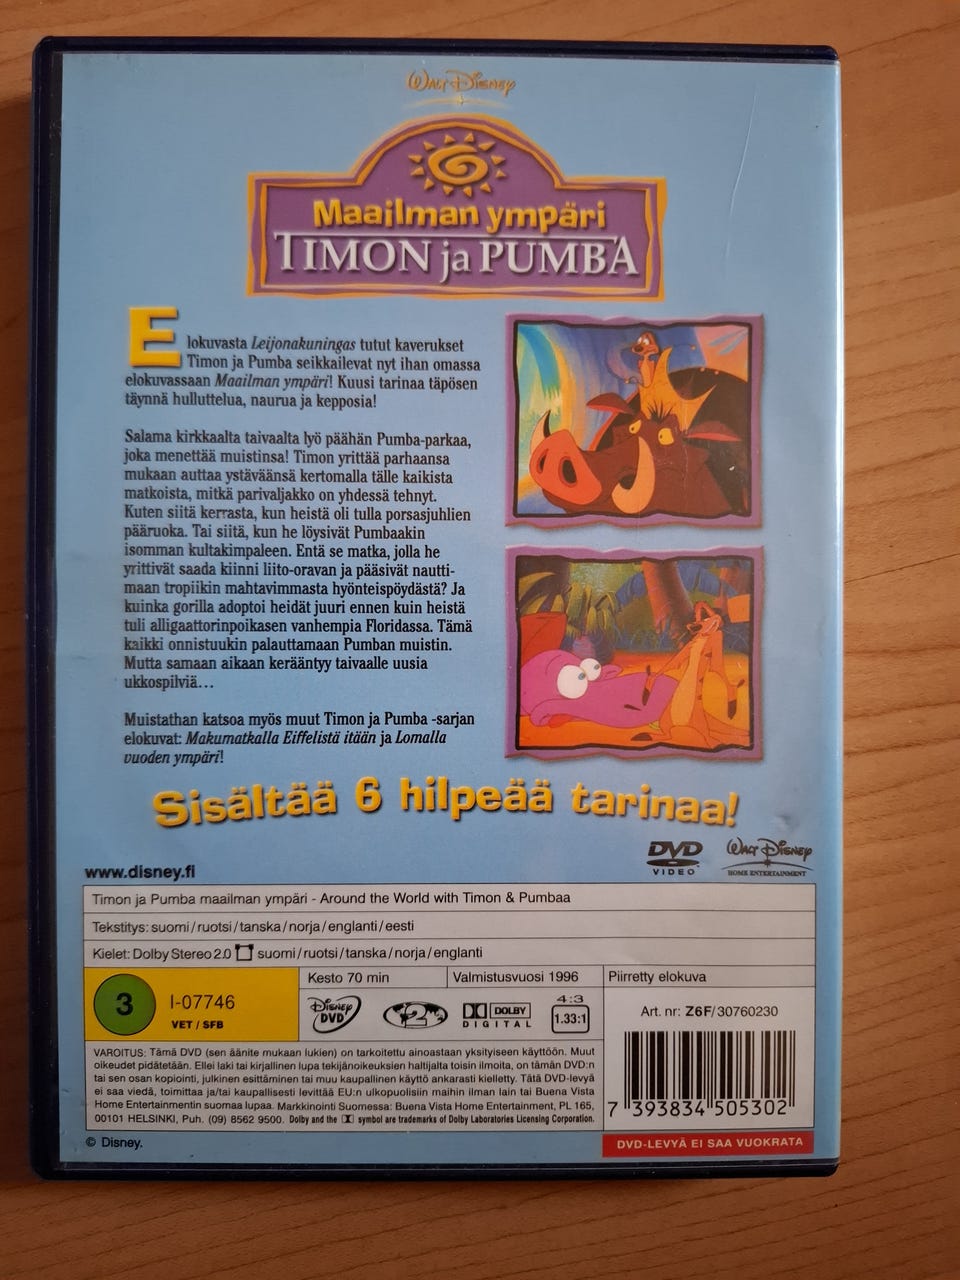 WALT DISNEY
Maailman ympäri
TIMON ja PUMBA
Elokuvasta Leijonakuningas tutut kaverukset
Timon ja Pumba seikkailevat nyt ihan omassa
elokuvassaan Maailman ympäri! Kuusi tarinaa täpösen
täynnä hulluttelua, naurua ja kepposia!
Salama kirkkaalta taivaalta lyö päähän Pumba-parkaa,
joka menettää muistinsa! Timon yrittää parhaansa
mukaan auttaa ystäväänsä kertomalla tälle kaikista
matkoista, mitkä parivaljakko on yhdessä tehnyt.
Kuten siitä kerrasta, kun heistä oli tulla porsasjuhlien
pääruoka. Tai siitä, kun he löysivät Pumbaakin
isomman kultakimpaleen. Entä se matka, jolla he
yrittivät saada kiinni liito-oravan ja pääsivät nautti-
maan tropiikin mahtavimmasta hyönteispöydästä? Ja
kuinka gorilla adoptoi heidät juuri ennen kuin heistä
tuli alligaattorinpoikasen vanhempia Floridassa. Tämä
kaikki onnistuukin palauttamaan Pumban muistin.
Mutta samaan aikaan kerääntyy taivaalle uusia
ukkospilviä...
Muistathan katsoa myös muut Timon ja Pumba -sarjan
elokuvat: Makumatkalla Eiffelistä itään ja Lomalla
vuoden ympäri!
Sisältää 6 hilpeää tarinaa!
DVD VIDEO
WALT DISNEY HOME ENTERTAINMENT
www.disney.fi
Timon ja Pumba maailman ympäri - Around the World with Timon & Pumbaa
Tekstitys: suomi/ruotsi/tanska/norja/englanti/eesti
Kielet: Dolby Stereo 2.0 suomi/ruotsi/tanska/norja/englanti
Kesto 70 min Valmistusvuosi 1996 Piirretty elokuva
3 I-07746
VET / SFB
DISNEY DVD 2 DOLBY DIGITAL 4:3 1.33:1
Art. nr: Z6F/30760230
VAROITUS: Tämä DVD (sen äänite mukaan lukien) on tarkoitettu ainoastaan yksityiseen käyttöön. Muut
oikeudet pidätetään. Ellei laki tai kirjallinen lupa tekijänoikeuksien haltijalta toisin ilmoita, on tämän DVD:n
tai sen osan kopiointi, julkinen esittäminen tai muu kaupallinen käyttö ankarasti kielletty. Tätä DVD-levyä
ei saa viedä, toimittaa ja/tai kaupallisesti levittää EU:n ulkopuolisiin maihin ilman lain tai Buena Vista
Home Entertainmentin suomaa lupaa. Markkinointi Suomessa: Buena Vista Home Entertainment, PL 165,
00101 HELSINKI, Puh. (09) 8562 9500. Dolby and the symbol are trademarks of Dolby Laboratories Licensing Corporation.
7 393834 505302
© Disney.
DVD-LEVYÄ EI SAA VUOKRATA